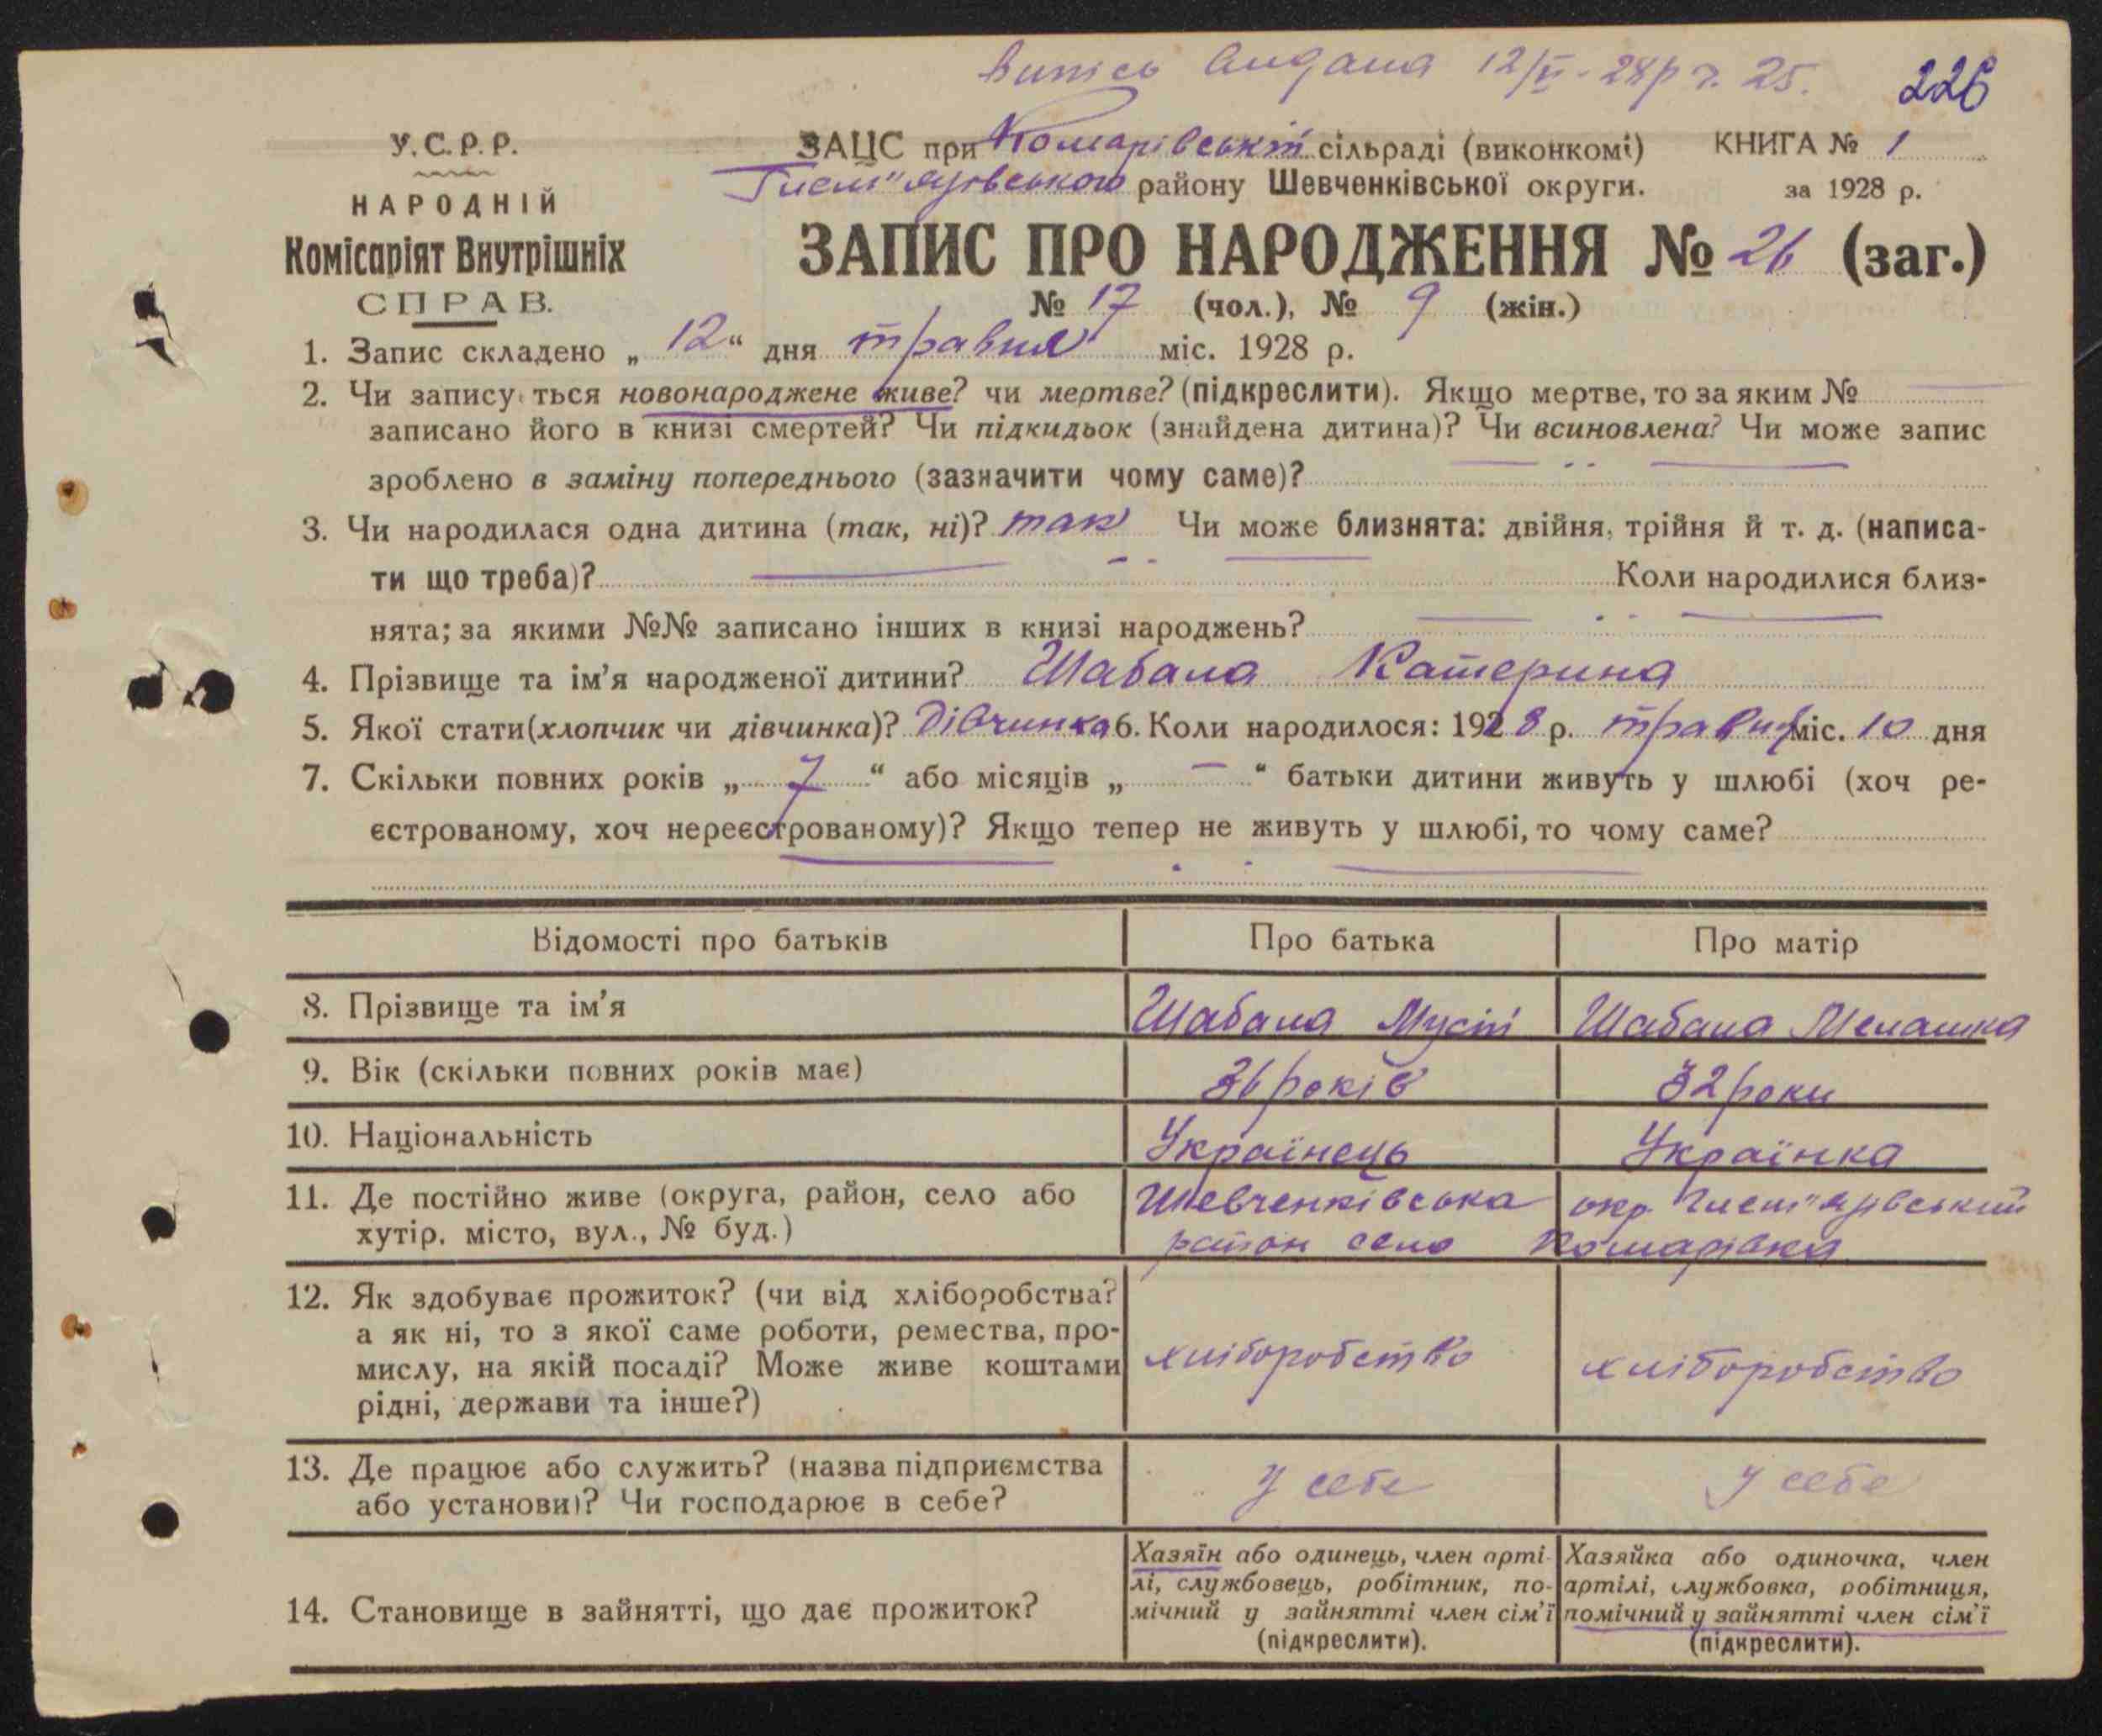 Випись видана 12/V-28 р. ч. 25. 226
У.С.Р.Р.
НАРОДНІЙ
Комісаріят Внутрішніх
СПРАВ.
ЗАЦС при сільраді (виконкомі) КНИГА № 1
району Шевченківської округи. за 1928 р.
ЗАПИС ПРО НАРОДЖЕННЯ № 26 (заг.)
№ 17 (чол.), № 9 (жін.)
1. Запис складено „ 12 “ дня травня міс. 1928 р.
2. Чи запису ться новонароджене живе? чи мертве? (підкреслити). Якщо мертве, то за яким №
записано його в книзі смертей? Чи підкидьок (знайдена дитина)? Чи всиновлена? Чи може запис
зроблено в заміну попереднього (зазначити чому саме)?
3. Чи народилася одна дитина (так, ні)? так Чи може близнята: двійня, трійня й т. д. (написа-
ти що треба)? Коли народилися близ-
нята; за якими №№ записано інших в книзі народжень?
4. Прізвище та ім’я народженої дитини? Шабала Катерина
5. Якої стати (хлопчик чи дівчинка)? Дівчинка 6. Коли народилося: 1928 р. травня міс. 10 дня
7. Скільки повних років „ 7 “ або місяців „ — “ батьки дитини живуть у шлюбі (хоч ре-
єстрованому, хоч нереєстрованому)? Якщо тепер не живуть у шлюбі, то чому саме?
Відомості про батьків Про батька Про матір
8. Прізвище та ім’я Шабала Мусій Шабала Мелашка
9. Вік (скільки повних років має) 36 років 32 роки
10. Національність Українець Українка
11. Де постійно живе (округа, район, село або Шевченківська окр.
хутір, місто, вул., № буд.) район село
12. Як здобуває прожиток? (чи від хліборобства?
а як ні, то з якої саме роботи, ремества, про-
мислу, на якій посаді? Може живе коштами
рідні, держави та інше?)
хліборобство хліборобство
13. Де працює або служить? (назва підприємства
або установи)? Чи господарює в себе?
У себе У себе
14. Становище в зайнятті, що дає прожиток?
Хазяїн або одинець, член арті-
лі, службовець, робітник, по-
мічний у зайнятті член сім’ї
(підкреслити).
Хазяйка або одиночка, член
артілі, службовка, робітниця,
помічний у зайнятті член сім’ї
(підкреслити).